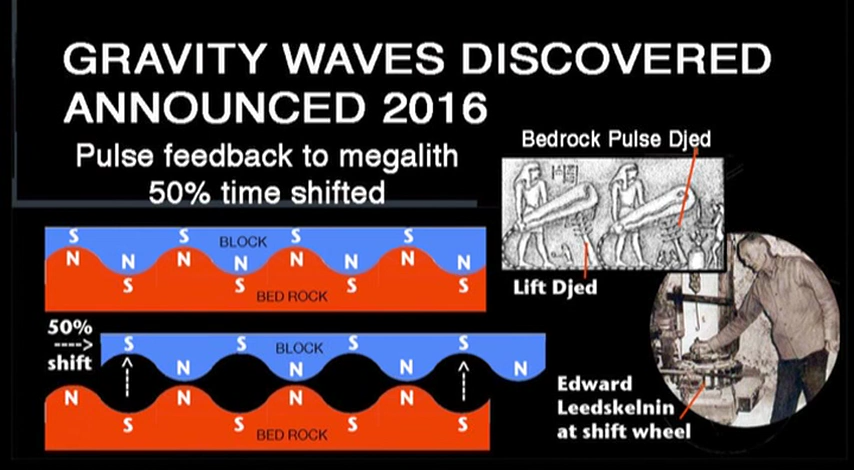 GRAVITY WAVES DISCOVERED
ANNOUNCED 2016
Pulse feedback to megalith
50% time shifted
Bedrock Pulse Djed
Lift Djed
S S BLOCK S S
N N N N N N N N
S S S S
BED ROCK
50%
---->
shift
S S BLOCK S S
N N N N
N N N N
S S BED ROCK S S
Edward
Leedskelnin
at shift wheel